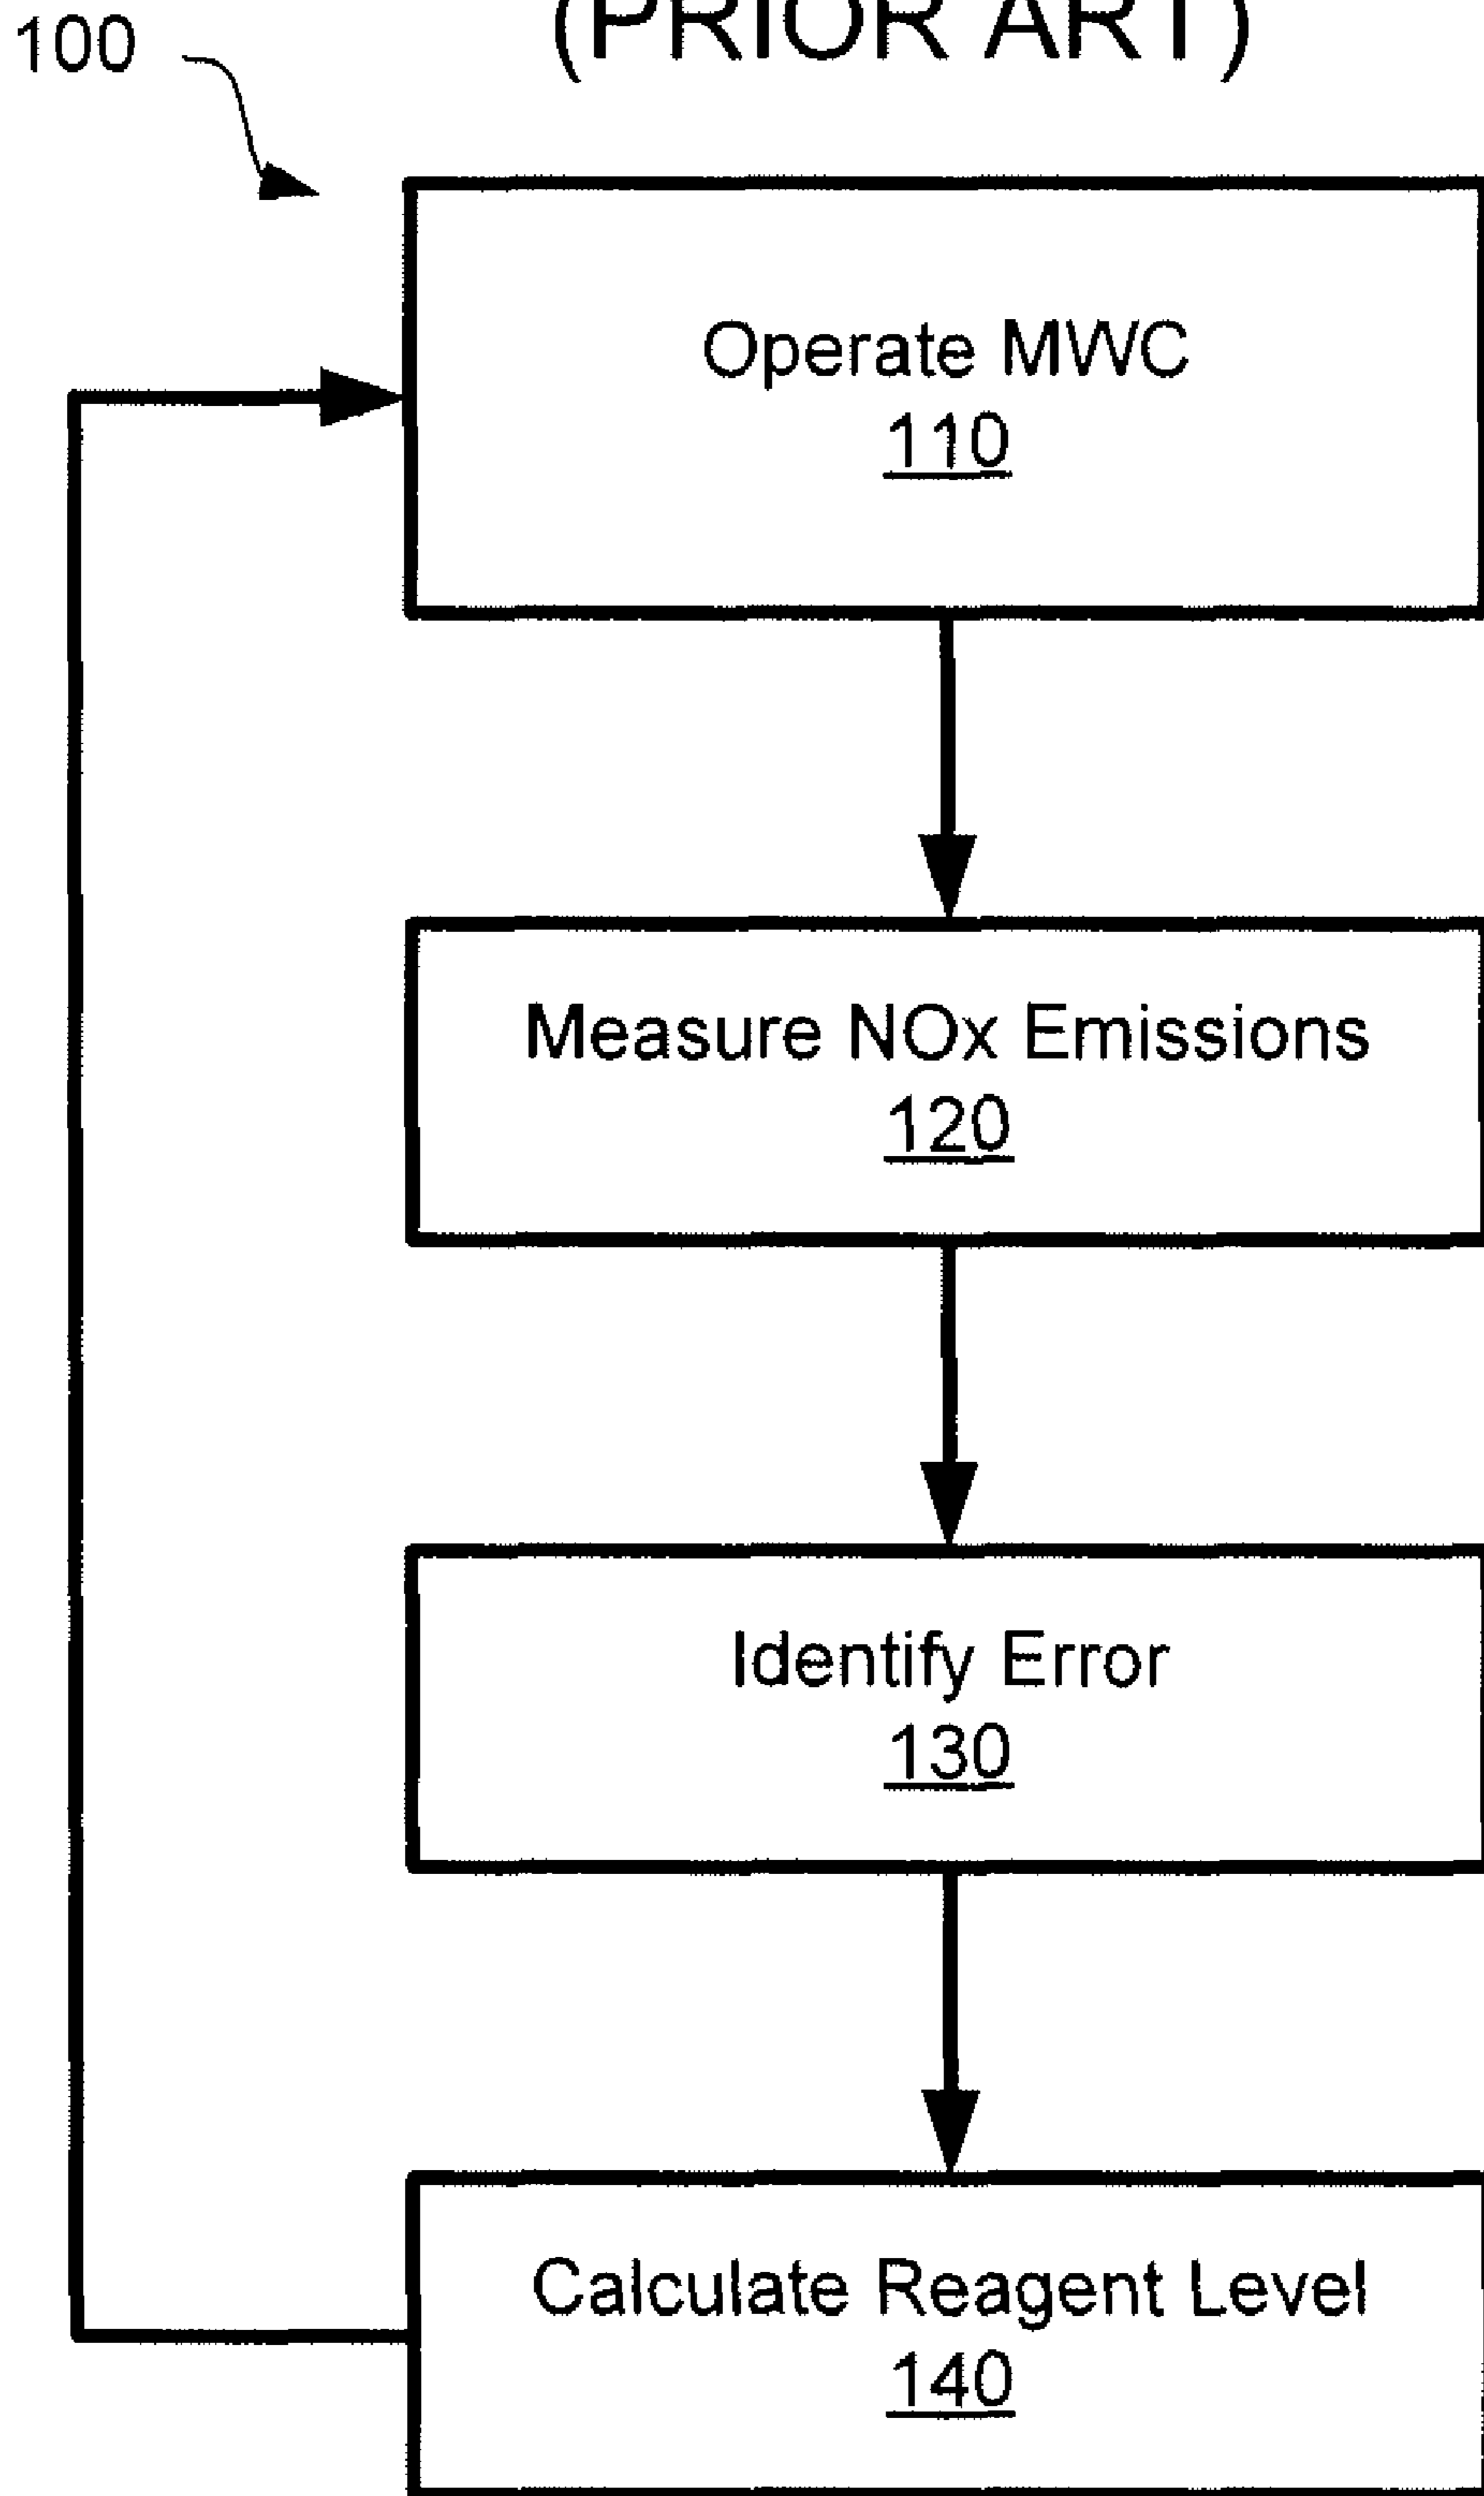 (PRIOR ART)
100
Operate MWC
110
Measure NOx Emissions
120
Identify Error
130
Calculate Reagent Level
140